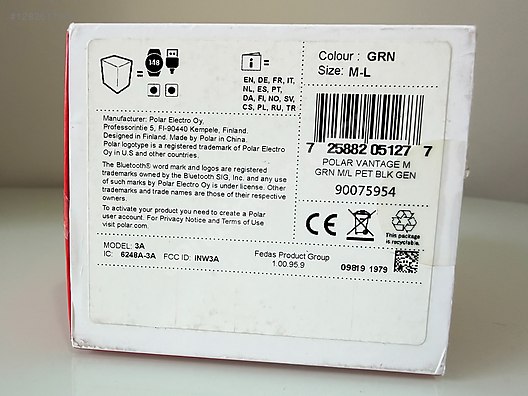 148
EN, DE, FR, IT,
NL, ES, PT,
DA, FI, NO, SV,
CS, PL, RU, TR
Colour : GRN
Size: M-L
7 25882 05127 7
POLAR VANTAGE M
GRN M/L PET BLK GEN
90075954
Manufacturer: Polar Electro Oy,
Professorintie 5, FI-90440 Kempele, Finland.
Designed in Finland. Made by Polar in China.
Polar logotype is a registered trademark of Polar Electro
Oy in U.S and other countries.
The Bluetooth® word mark and logos are registered
trademarks owned by the Bluetooth SIG, Inc. and any use
of such marks by Polar Electro Oy is under license. Other
trademarks and trade names are those of their respective
owners.
To activate your product you need to create a Polar
user account. For Privacy Notice and Terms of Use
visit polar.com.
CE
This package
is recyclable.
MODEL: 3A
IC: 6248A-3A FCC ID: INW3A
Fedas Product Group
1.00.95.9
09819 1979